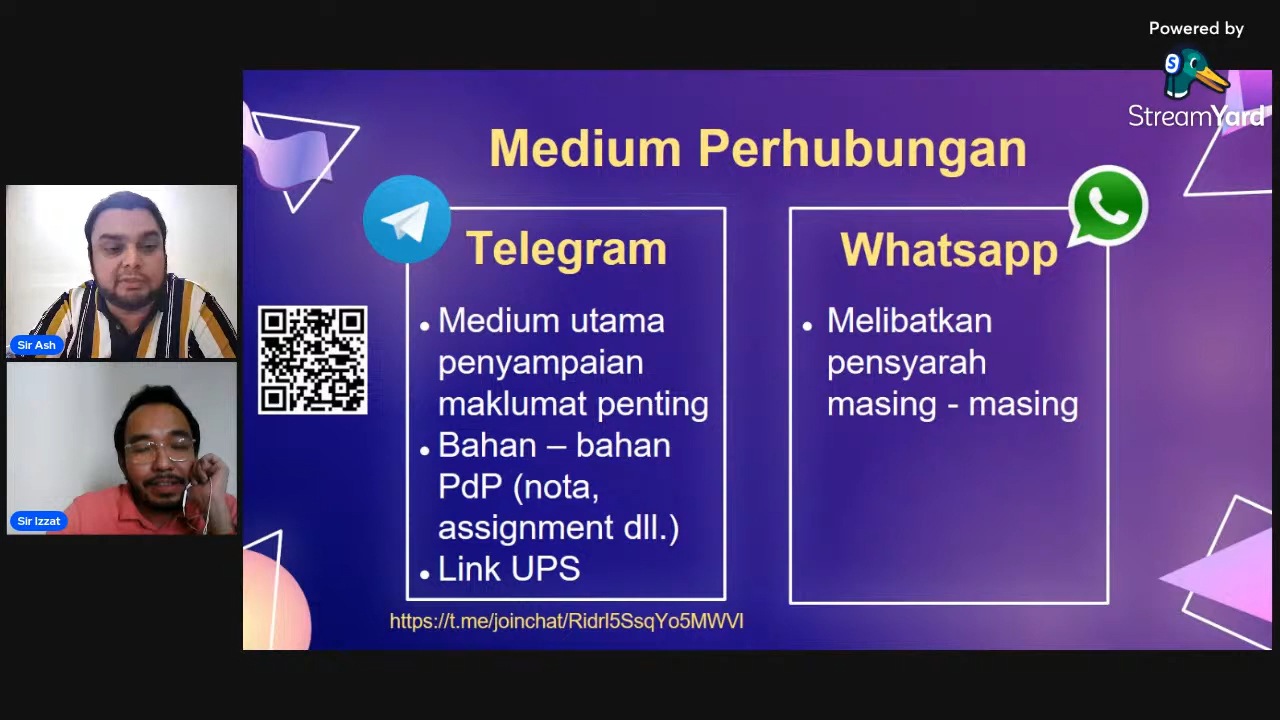 Powered by
StreamYard
Medium Perhubungan
Telegram
Medium utama
penyampaian
maklumat penting
Bahan – bahan
PdP (nota,
assignment dll.)
Link UPS
https://t.me/joinchat/RidrI5SsqYo5MWVl
Whatsapp
Melibatkan
pensyarah
masing - masing
Sir Ash
Sir Izzat